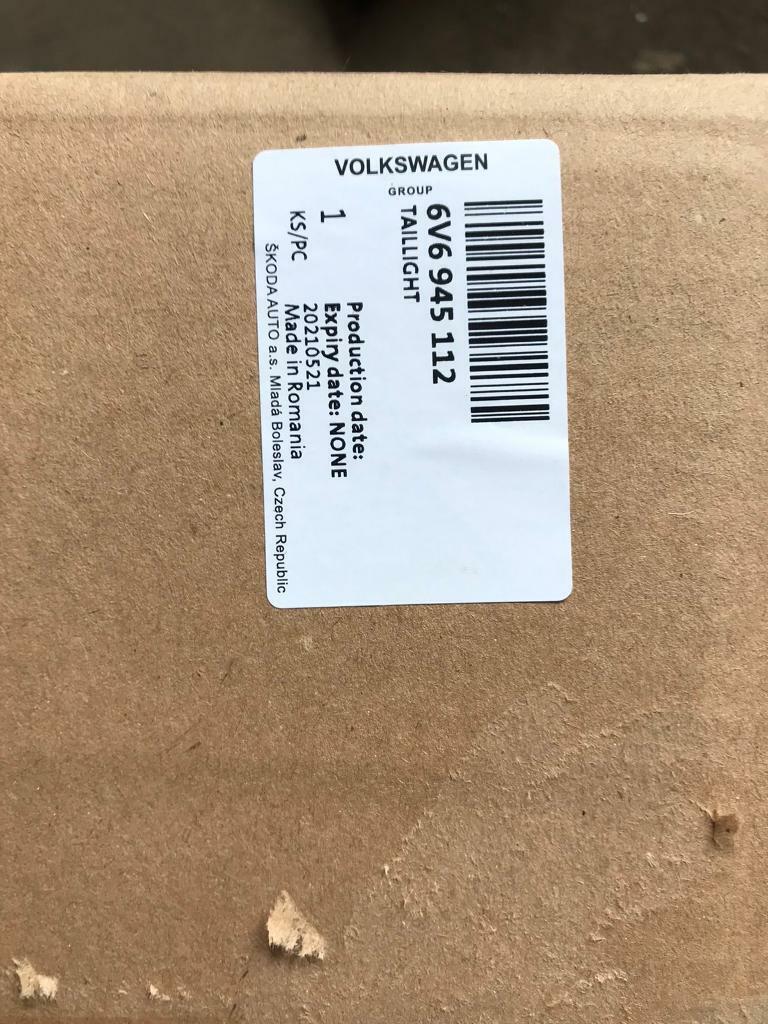 VOLKSWAGEN
GROUP
6V6 945 112
TAILLIGHT
1
KS/PC
Production date:
Expiry date: NONE
20210521
Made in Romania
ŠKODA AUTO a.s. Mladá Boleslav, Czech Republic